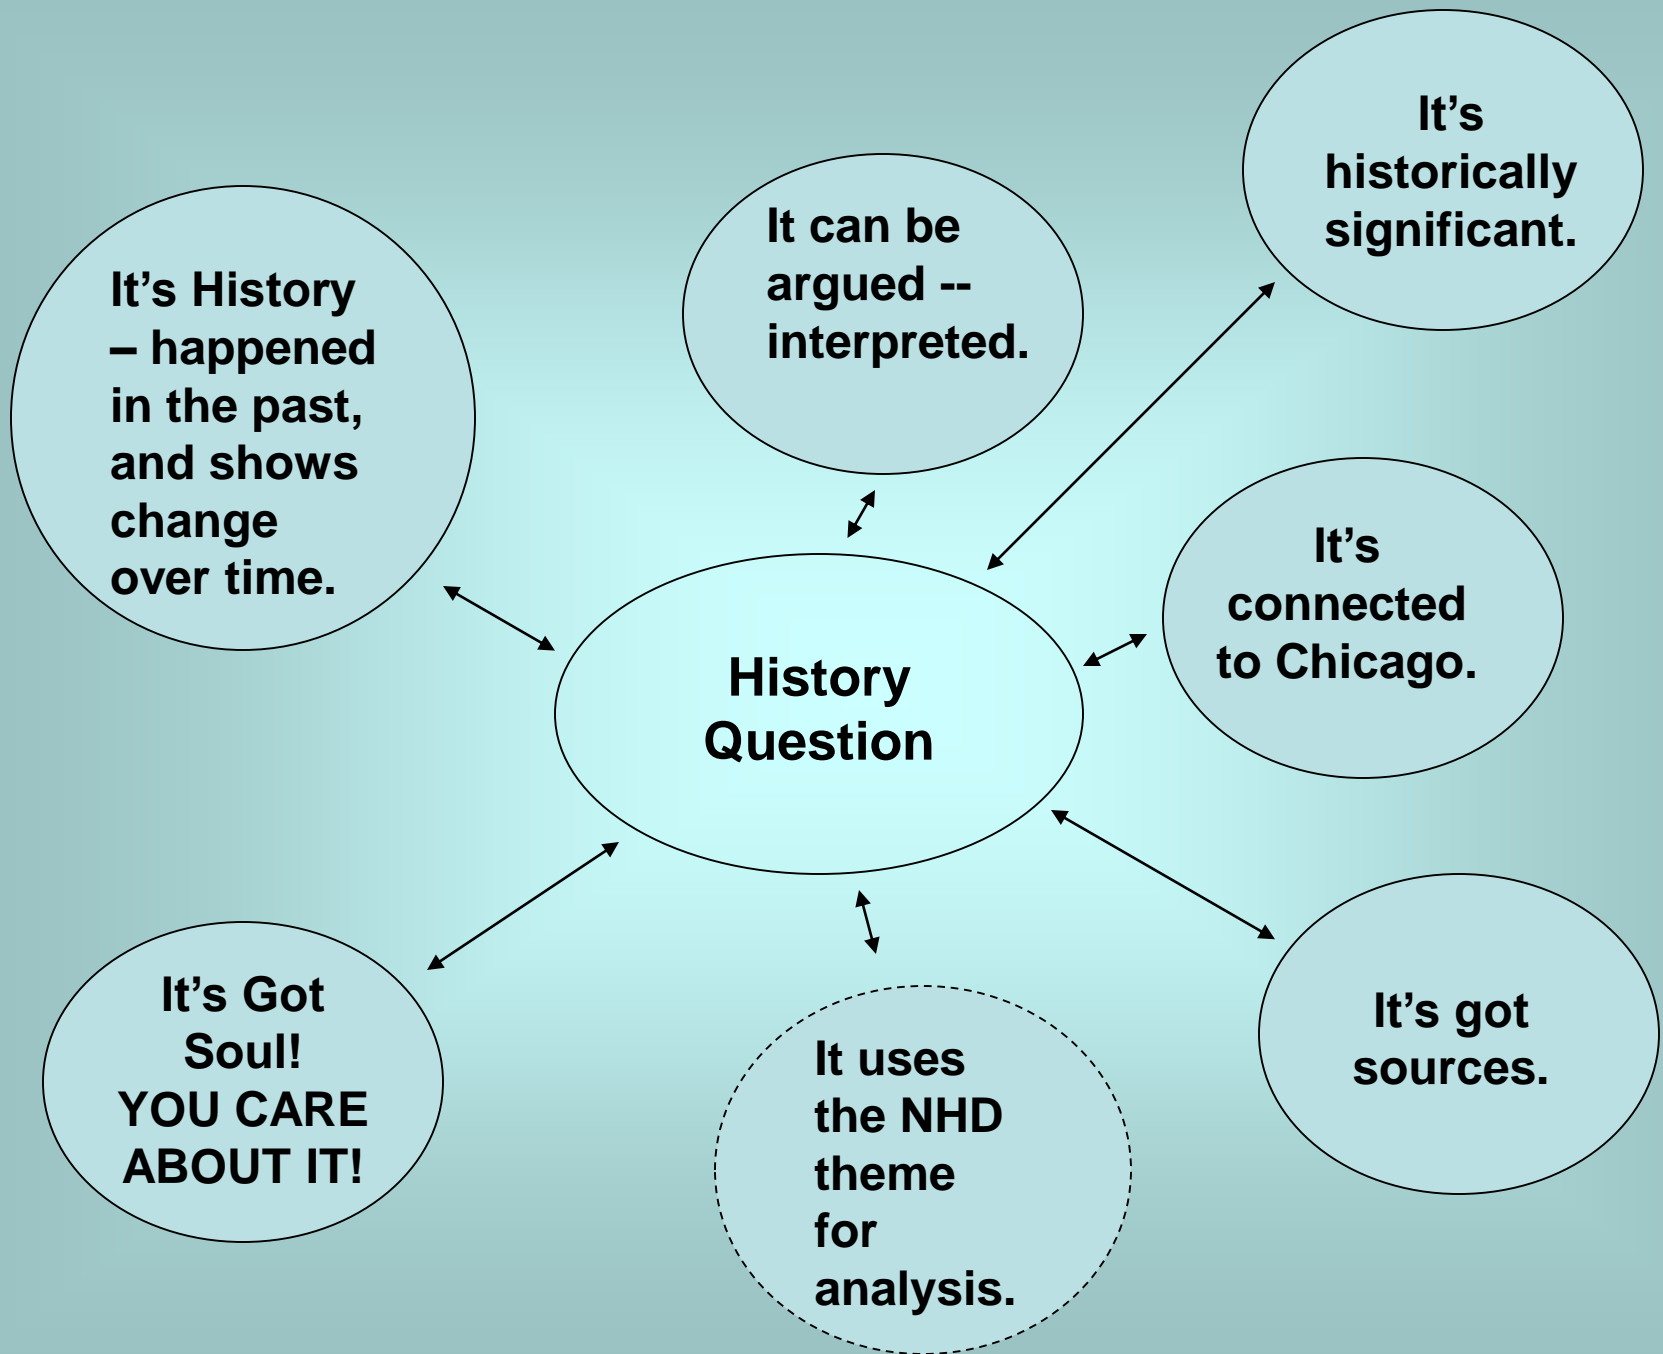 It's
historically
significant.
It can be
argued --
interpreted.
It’s History
– happened
in the past,
and shows
change
over time.
It’s
connected
to Chicago.
History
Question
It’s Got
Soul!
YOU CARE
ABOUT IT!
It uses
the NHD
theme
for
analysis.
It’s got
sources.